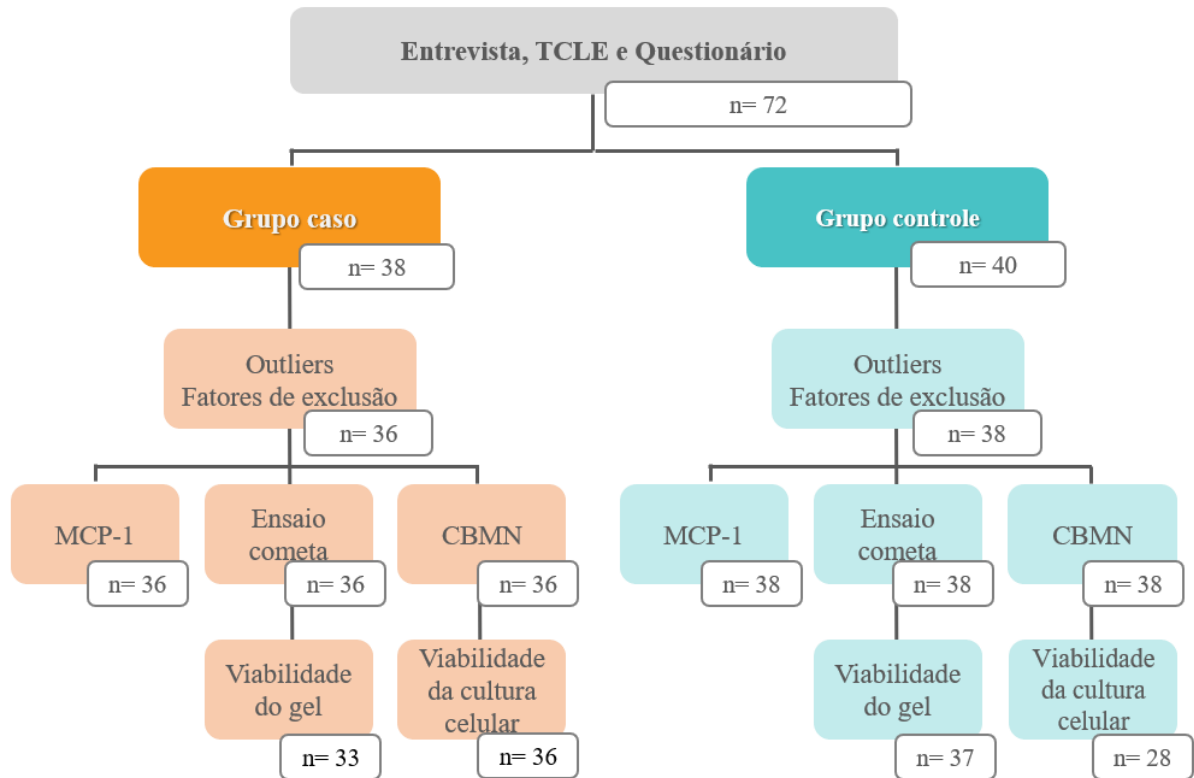 Entrevista, TCLE e Questionário
n= 72
Grupo caso
n= 38
Grupo controle
n= 40
Outliers
Fatores de exclusão
n= 36
Outliers
Fatores de exclusão
n= 38
MCP-1
n= 36
Ensaio
cometa
n= 36
CBMN
n= 36
MCP-1
n= 38
Ensaio
cometa
n= 38
CBMN
n= 38
Viabilidade
do gel
n= 33
Viabilidade
da cultura
celular
n= 36
Viabilidade
do gel
n= 37
Viabilidade
da cultura
celular
n= 28